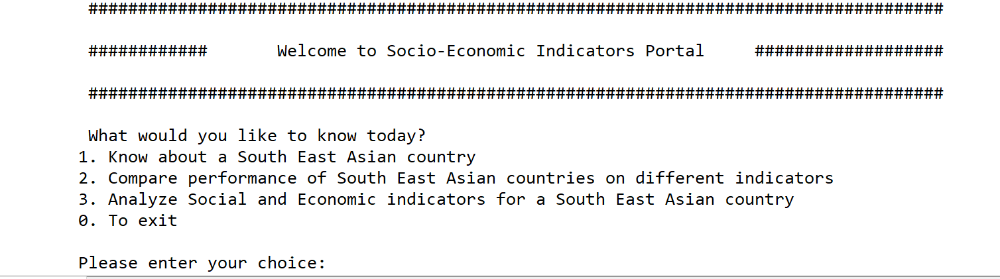 ######################################################################################
############       Welcome to Socio-Economic Indicators Portal     ###################
######################################################################################
What would you like to know today?
1. Know about a South East Asian country
2. Compare performance of South East Asian countries on different indicators
3. Analyze Social and Economic indicators for a South East Asian country
0. To exit
Please enter your choice: